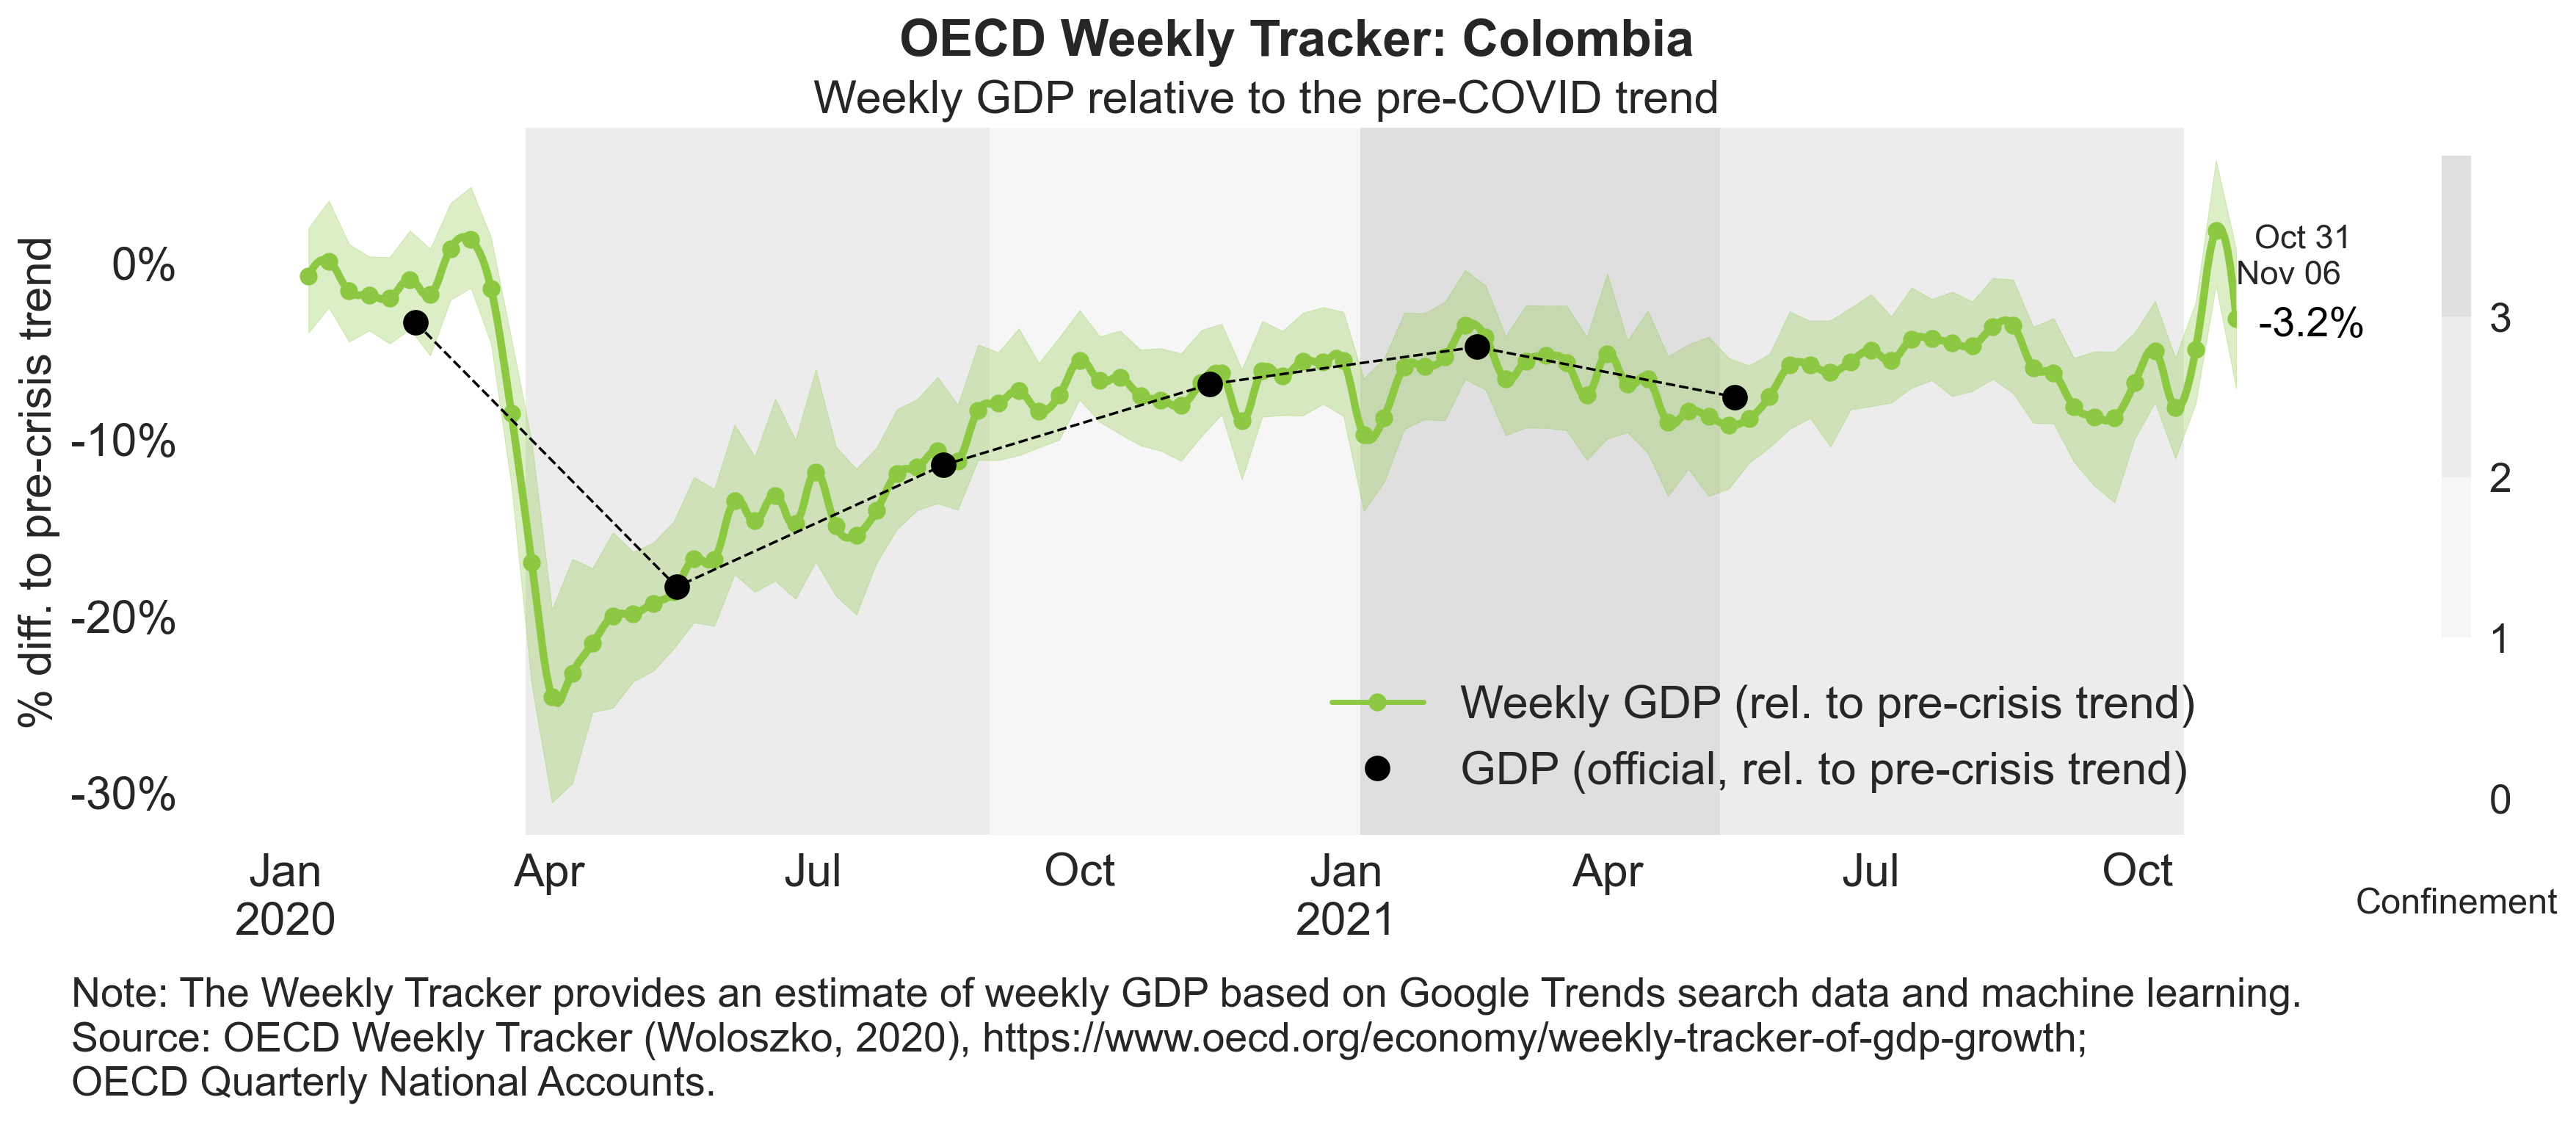 OECD Weekly Tracker: Colombia
Weekly GDP relative to the pre-COVID trend
% diff. to pre-crisis trend
0%
-10%
-20%
-30%
Oct 31
Nov 06
-3.2%
3
2
1
0
Confinement
Weekly GDP (rel. to pre-crisis trend)
GDP (official, rel. to pre-crisis trend)
Jan Apr Jul Oct Jan Apr Jul Oct
2020 2021
Note: The Weekly Tracker provides an estimate of weekly GDP based on Google Trends search data and machine learning.
Source: OECD Weekly Tracker (Woloszko, 2020), https://www.oecd.org/economy/weekly-tracker-of-gdp-growth;
OECD Quarterly National Accounts.